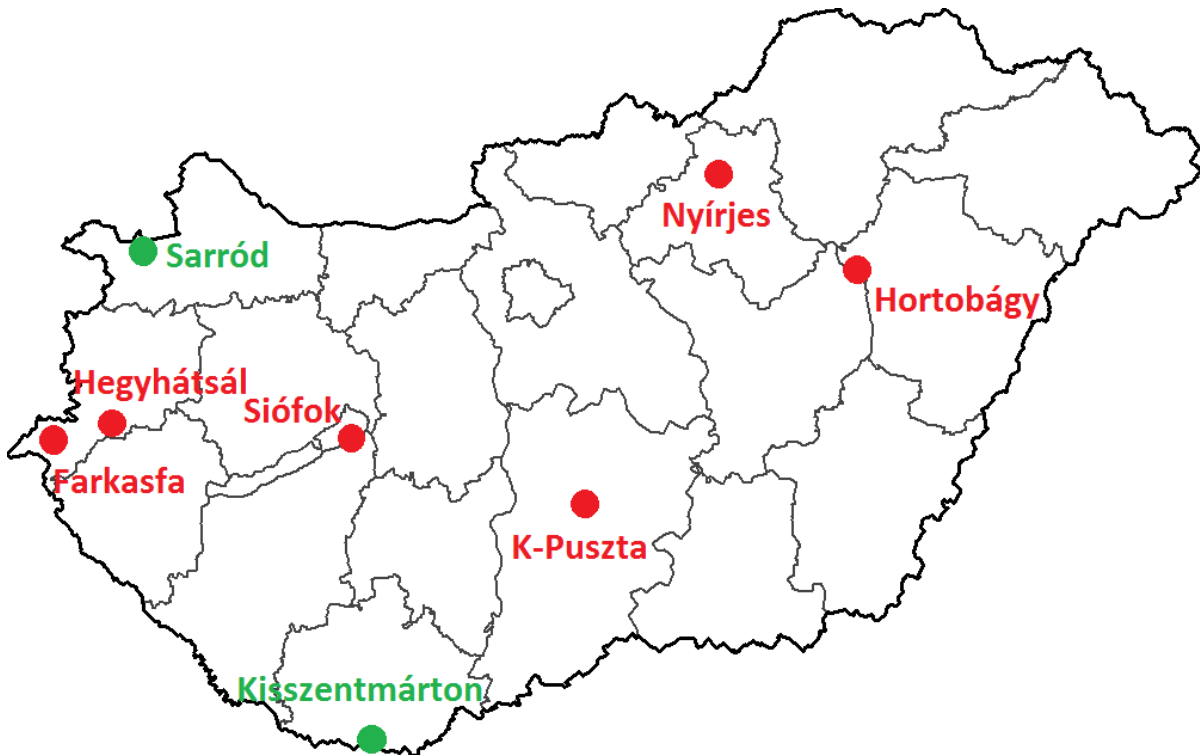 Nyírjes
Sarród
Hortobágy
Hegyhátsál
Siófok
Farkasfa
K-Puszta
Kisszentmárton